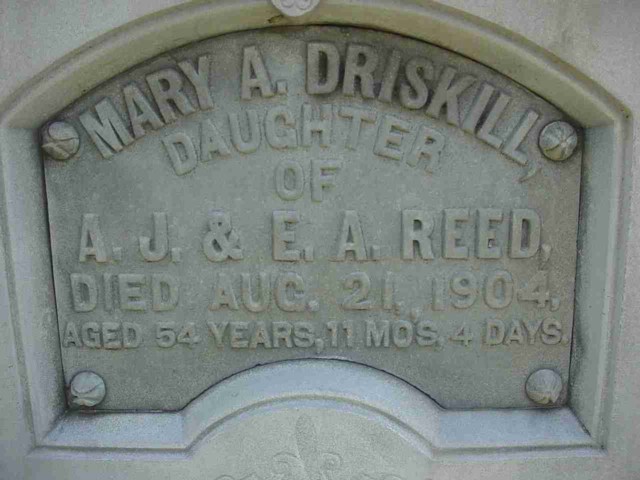 MARY A. DRISKILL,
DAUGHTER
OF
A. J. & E. A. REED,
DIED AUG. 21, 1904,
AGED 54 YEARS, 11 MOS. 4 DAYS.